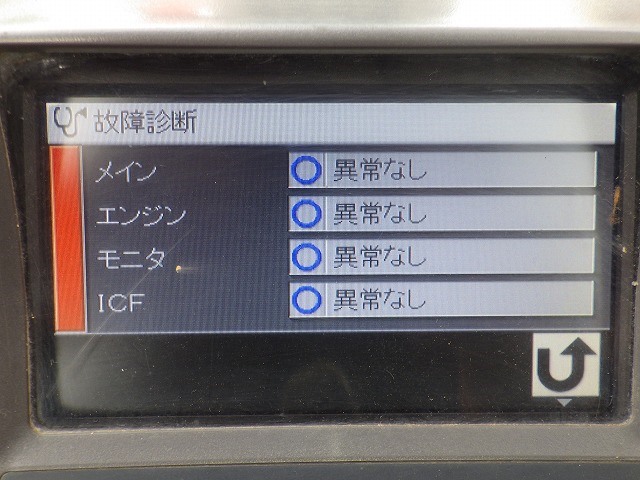 故障診断
メイン 異常なし
エンジン 異常なし
モニタ 異常なし
ICF 異常なし